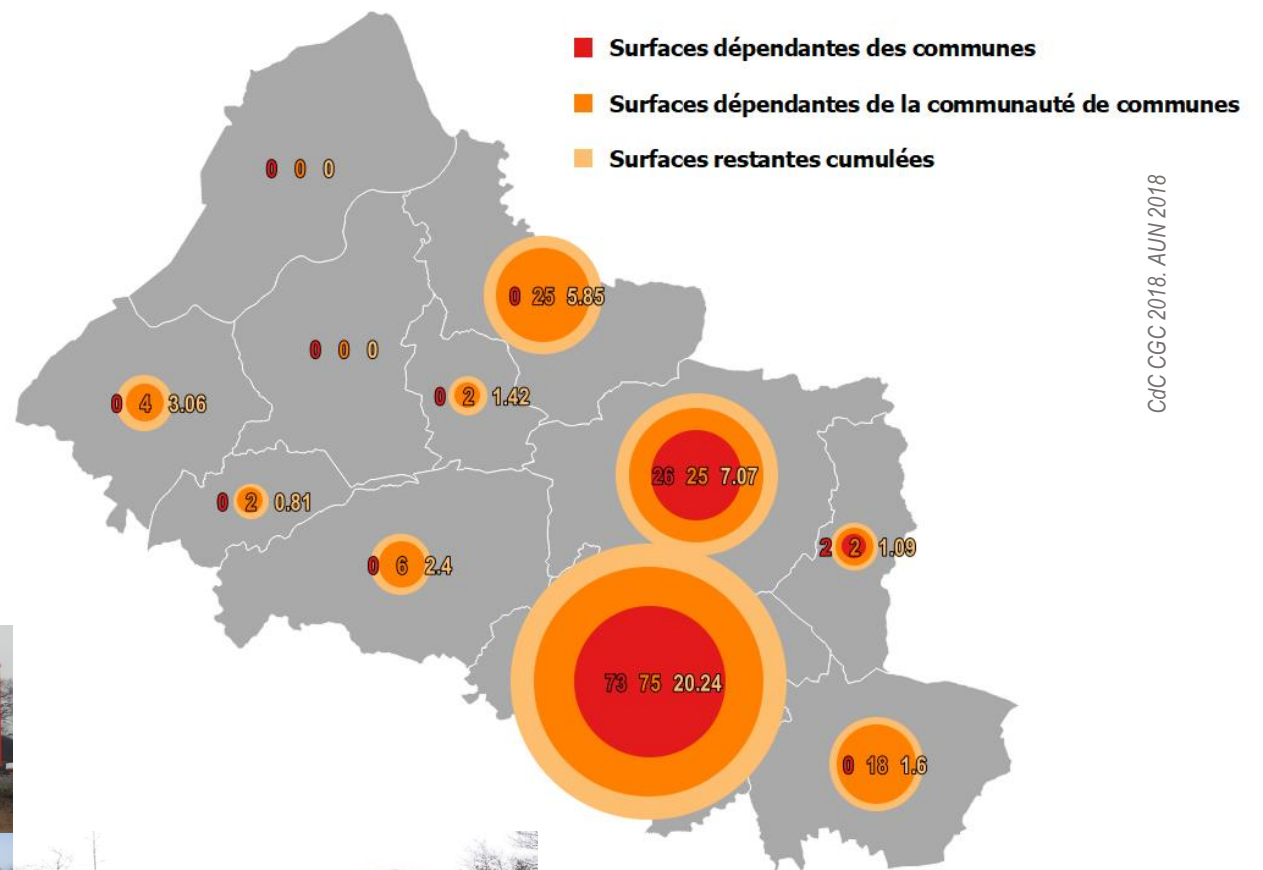 Surfaces dépendantes des communes
Surfaces dépendantes de la communauté de communes
Surfaces restantes cumulées
CdC CGC 2018. AUN 2018
0 0 0
0 25 5.85
0 0 0
0 4 3.06
0 2 1.42
26 25 7.07
0 2 0.81
2 2 1.09
0 6 2.4
73 75 20.24
0 18 1.6